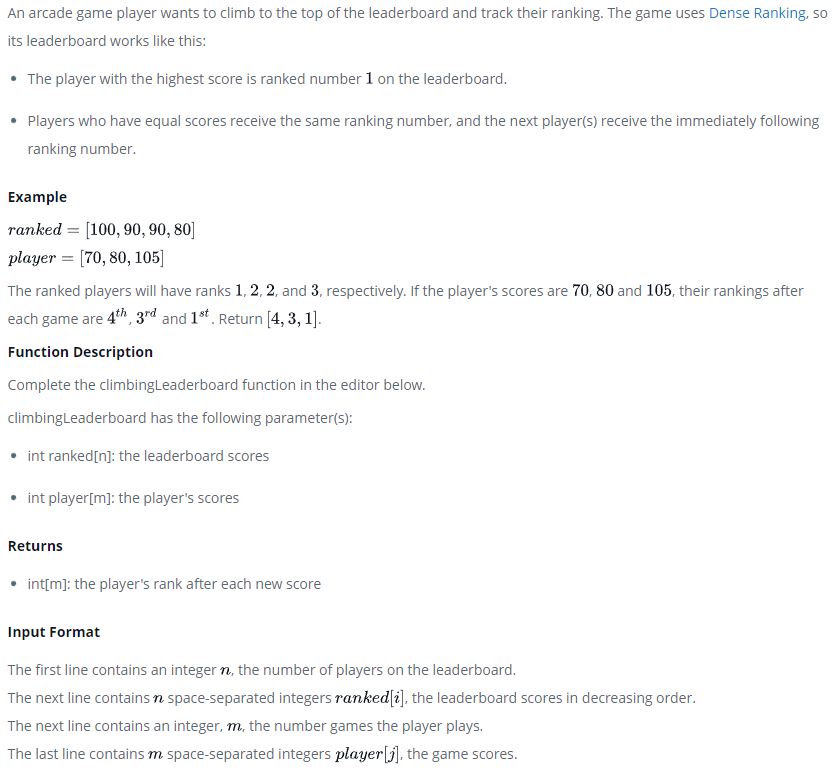 An arcade game player wants to climb to the top of the leaderboard and track their ranking. The game uses Dense Ranking, so
its leaderboard works like this:
• The player with the highest score is ranked number 1 on the leaderboard.
• Players who have equal scores receive the same ranking number, and the next player(s) receive the immediately following
ranking number.
Example
ranked = [100, 90, 90, 80]
player = [70, 80, 105]
The ranked players will have ranks 1, 2, 2, and 3, respectively. If the player's scores are 70, 80 and 105, their rankings after
each game are 4th, 3rd and 1st. Return [4, 3, 1].
Function Description
Complete the climbingLeaderboard function in the editor below.
climbingLeaderboard has the following parameter(s):
• int ranked[n]: the leaderboard scores
• int player[m]: the player's scores
Returns
• int[m]: the player's rank after each new score
Input Format
The first line contains an integer n, the number of players on the leaderboard.
The next line contains n space-separated integers ranked[i], the leaderboard scores in decreasing order.
The next line contains an integer, m, the number games the player plays.
The last line contains m space-separated integers player[j], the game scores.